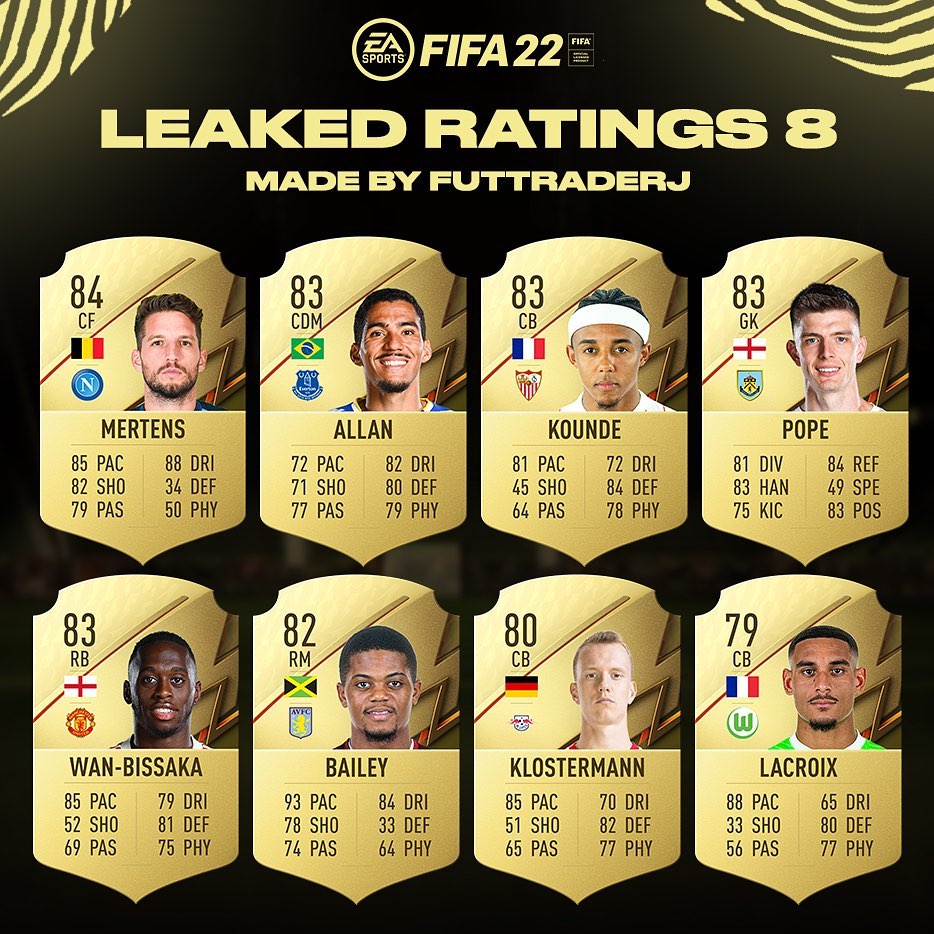 EA SPORTS FIFA 22 FIFA
LEAKED RATINGS 8
MADE BY FUTTRADERJ
84
CF
N
MERTENS
85 PAC 88 DRI
82 SHO 34 DEF
79 PAS 50 PHY
83
CDM
Everton
ALLAN
72 PAC 82 DRI
71 SHO 80 DEF
77 PAS 79 PHY
83
CB
KOUNDE
81 PAC 72 DRI
45 SHO 84 DEF
64 PAS 78 PHY
83
GK
POPE
81 DIV 84 REF
83 HAN 49 SPE
75 KIC 83 POS
83
RB
WAN-BISSAKA
85 PAC 79 DRI
52 SHO 81 DEF
69 PAS 75 PHY
82
RM
AVFC
BAILEY
93 PAC 84 DRI
78 SHO 33 DEF
74 PAS 64 PHY
80
CB
KLOSTERMANN
85 PAC 70 DRI
51 SHO 82 DEF
65 PAS 77 PHY
79
CB
W
LACROIX
88 PAC 65 DRI
33 SHO 80 DEF
56 PAS 77 PHY